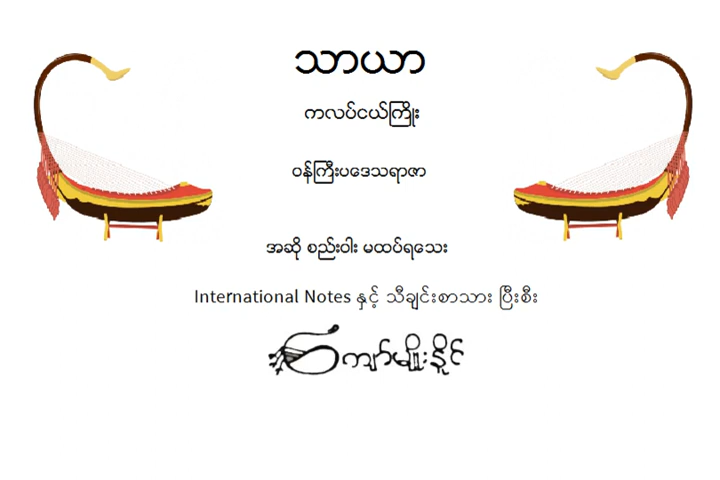 သာယာ
ကလပ်ငယ်ကြိုး
ဝန်ကြီးပဒေသရာဇာ
အဆို စည်းဝါး မထပ်ရသေး
International Notes နှင့် သီချင်းစာသား ပြီးစီး
ကျော်မျိုးနိုင်